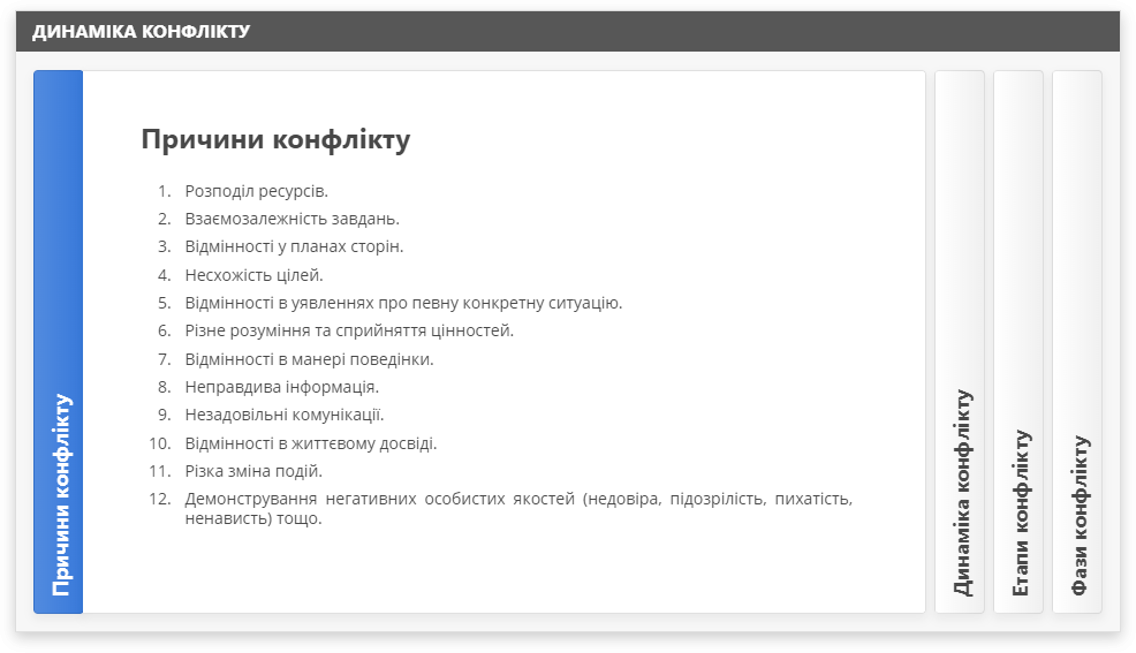 ДИНАМІКА КОНФЛІКТУ
Причини конфлікту
Причини конфлікту
1. Розподіл ресурсів.
2. Взаємозалежність завдань.
3. Відмінності у планах сторін.
4. Несхожість цілей.
5. Відмінності в уявленнях про певну конкретну ситуацію.
6. Різне розуміння та сприйняття цінностей.
7. Відмінності в манері поведінки.
8. Неправдива інформація.
9. Незадовільні комунікації.
10. Відмінності в життєвому досвіді.
11. Різка зміна подій.
12. Демонстрування негативних особистих якостей (недовіра, підозрілість, пихатість,
ненависть) тощо.
Динаміка конфлікту
Етапи конфлікту
Фази конфлікту